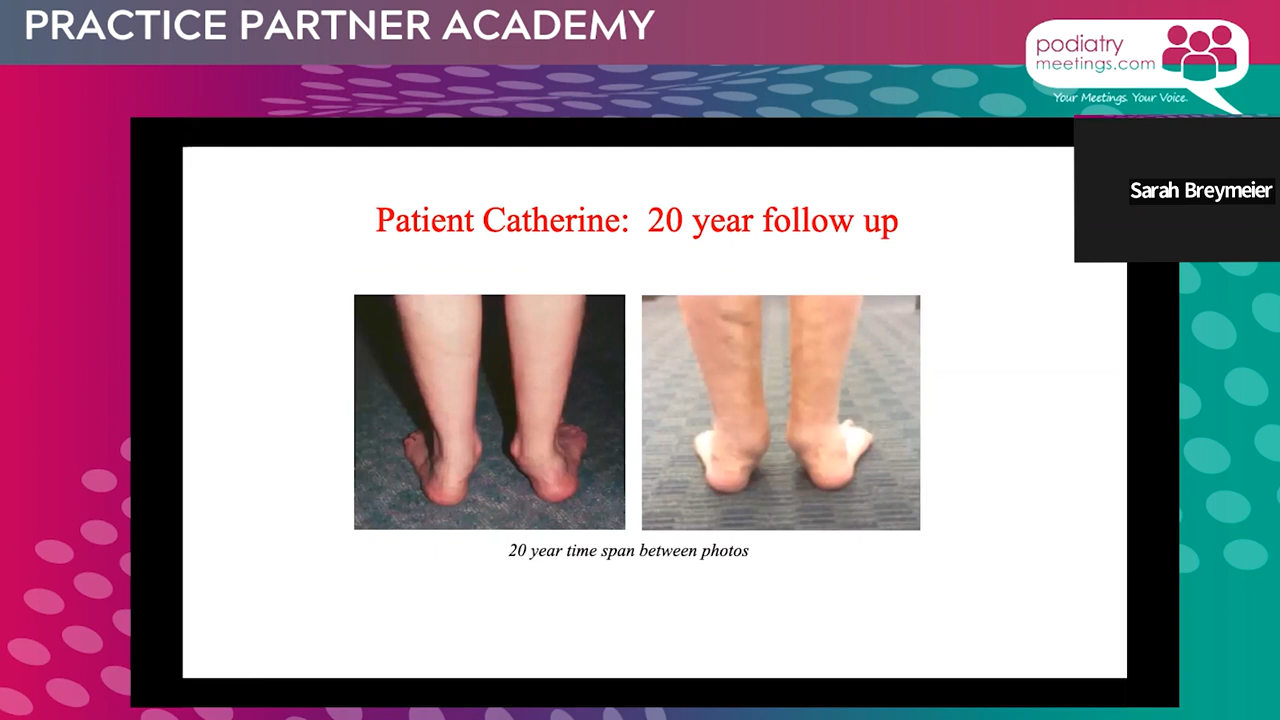 PRACTICE PARTNER ACADEMY
podiatry
meetings.com
Your Meetings. Your Voice.
Sarah Breymeier
Patient Catherine: 20 year follow up
20 year time span between photos